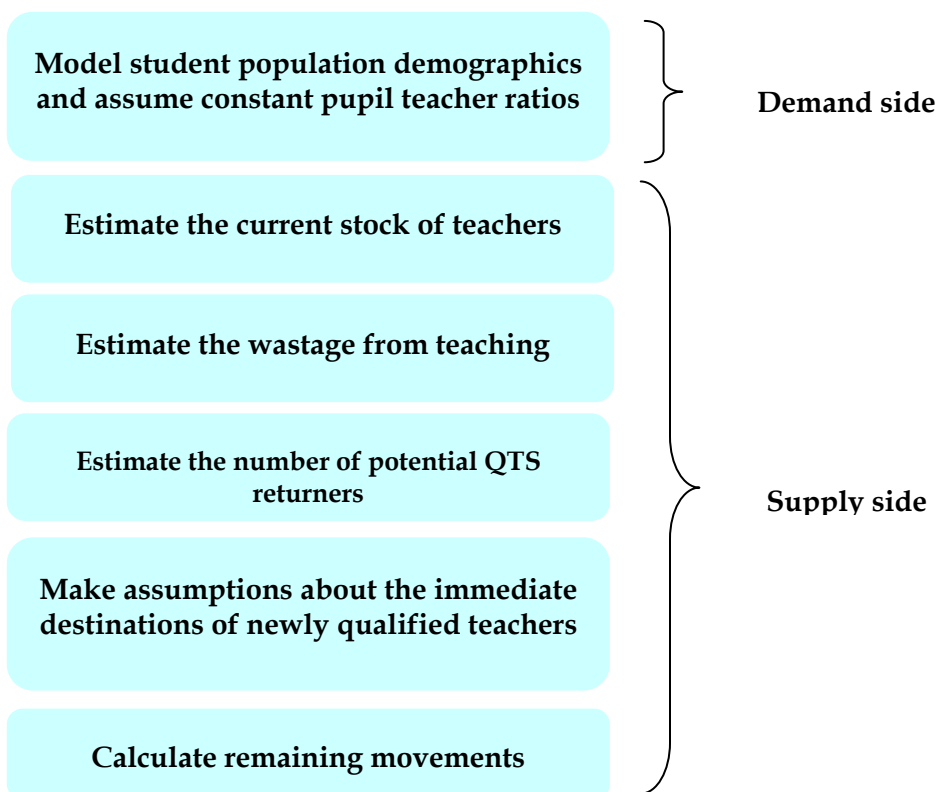 Model student population demographics
and assume constant pupil teacher ratios
Demand side
Estimate the current stock of teachers
Estimate the wastage from teaching
Estimate the number of potential QTS
returners
Supply side
Make assumptions about the immediate
destinations of newly qualified teachers
Calculate remaining movements